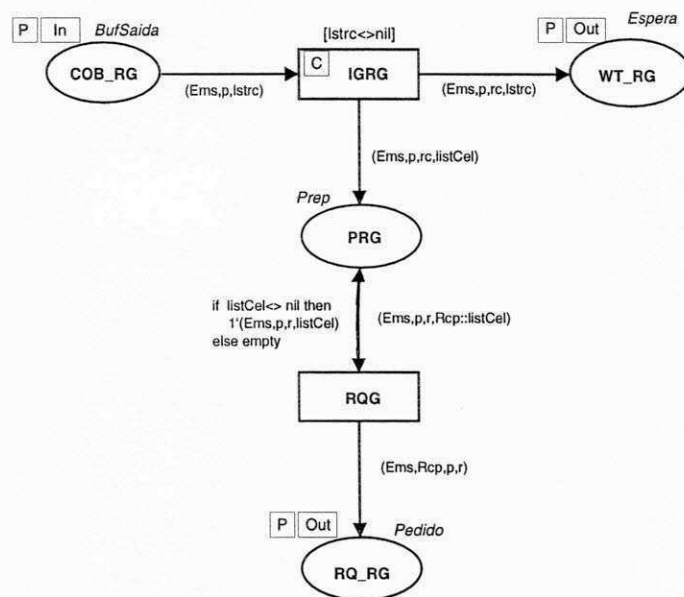 P In BufSaida
COB_RG
(Ems,p,lstrc)
[lstrc<>nil]
C IGRG
(Ems,p,rc,lstrc)
P Out Espera
WT_RG
(Ems,p,rc,listCel)
Prep
PRG
if listCel<> nil then
1'(Ems,p,r,listCel)
else empty
(Ems,p,r,Rcp::listCel)
RQG
(Ems,Rcp,p,r)
P Out Pedido
RQ_RG